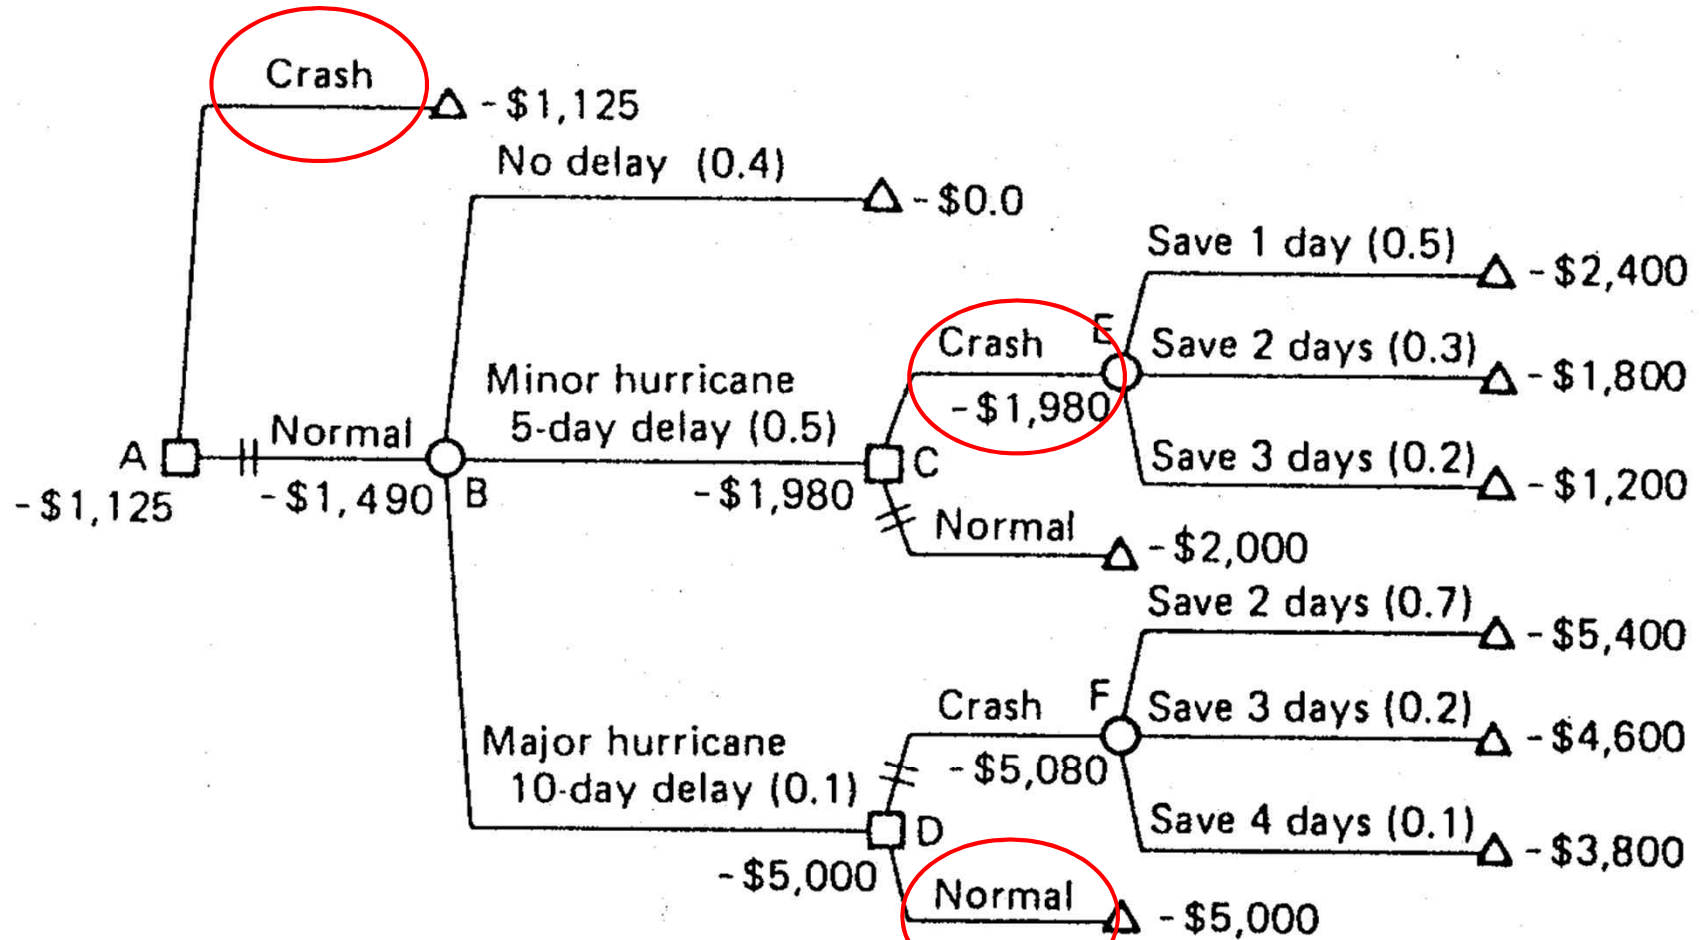 Crash
- $1,125
No delay (0.4)
- $0.0
Save 1 day (0.5)
- $2,400
E
Crash
Save 2 days (0.3)
- $1,800
Minor hurricane
5-day delay (0.5)
- $1,980
A
Normal
C
Save 3 days (0.2)
- $1,200
- $1,125
- $1,490
B
- $1,980
Normal
- $2,000
Save 2 days (0.7)
- $5,400
F
Crash
Save 3 days (0.2)
- $4,600
Major hurricane
10-day delay (0.1)
- $5,080
D
Save 4 days (0.1)
- $3,800
- $5,000
Normal
- $5,000